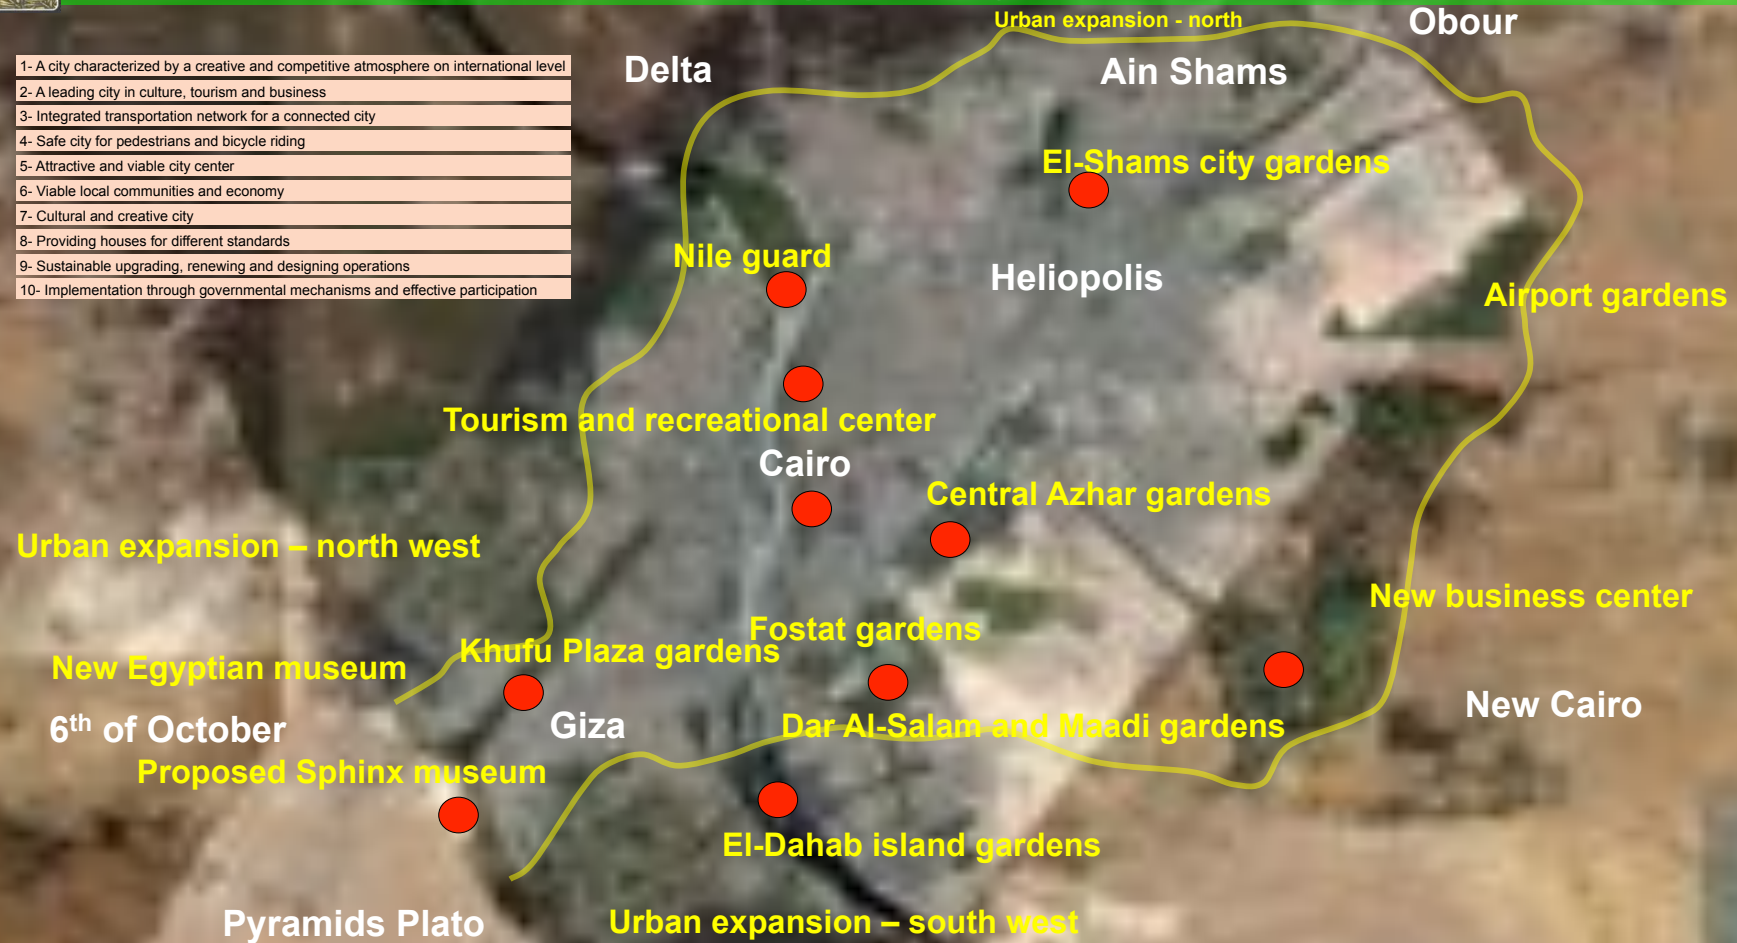 Urban expansion - north
Obour
Delta
Ain Shams
1- A city characterized by a creative and competitive atmosphere on international level
2- A leading city in culture, tourism and business
3- Integrated transportation network for a connected city
4- Safe city for pedestrians and bicycle riding
5- Attractive and viable city center
6- Viable local communities and economy
7- Cultural and creative city
8- Providing houses for different standards
9- Sustainable upgrading, renewing and designing operations
10- Implementation through governmental mechanisms and effective participation
El-Shams city gardens
Nile guard
Heliopolis
Airport gardens
Tourism and recreational center
Cairo
Central Azhar gardens
Urban expansion – north west
New business center
Fostat gardens
Khufu Plaza gardens
New Egyptian museum
New Cairo
6th of October
Giza
Dar Al-Salam and Maadi gardens
Proposed Sphinx museum
El-Dahab island gardens
Pyramids Plato
Urban expansion – south west